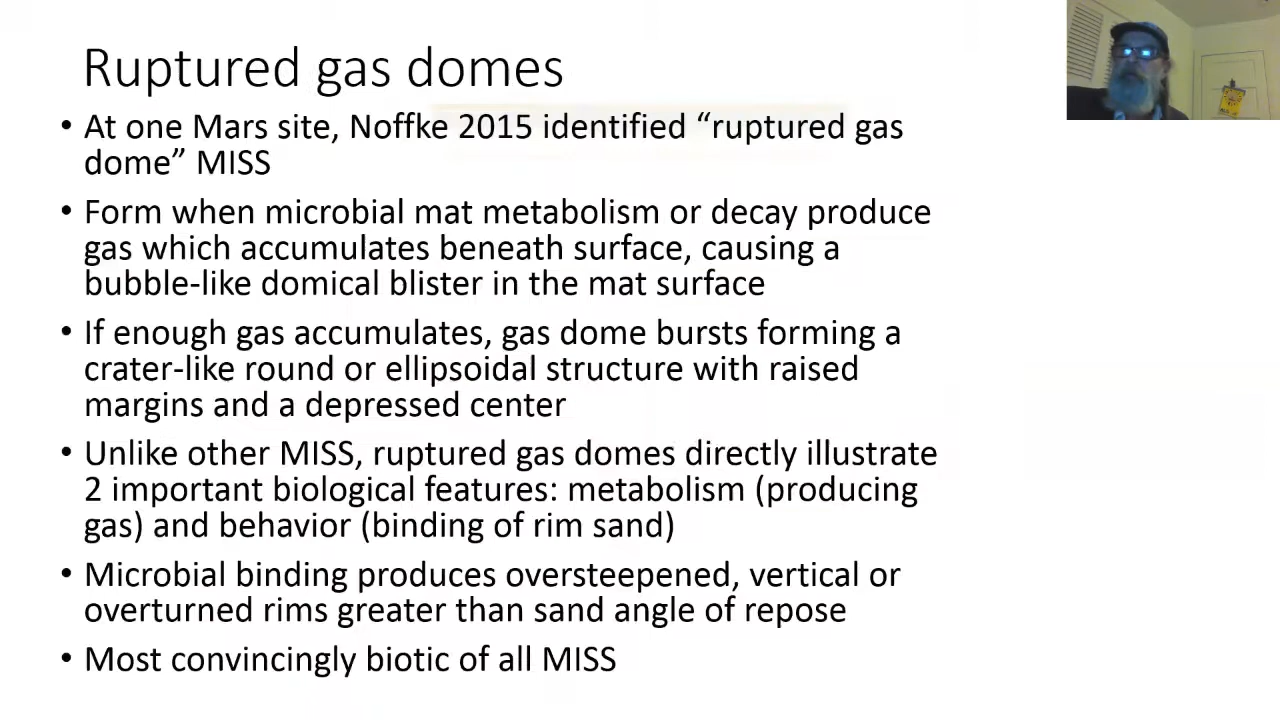 Ruptured gas domes
• At one Mars site, Noffke 2015 identified “ruptured gas
dome” MISS
• Form when microbial mat metabolism or decay produce
gas which accumulates beneath surface, causing a
bubble-like domical blister in the mat surface
• If enough gas accumulates, gas dome bursts forming a
crater-like round or ellipsoidal structure with raised
margins and a depressed center
• Unlike other MISS, ruptured gas domes directly illustrate
2 important biological features: metabolism (producing
gas) and behavior (binding of rim sand)
• Microbial binding produces oversteepened, vertical or
overturned rims greater than sand angle of repose
• Most convincingly biotic of all MISS